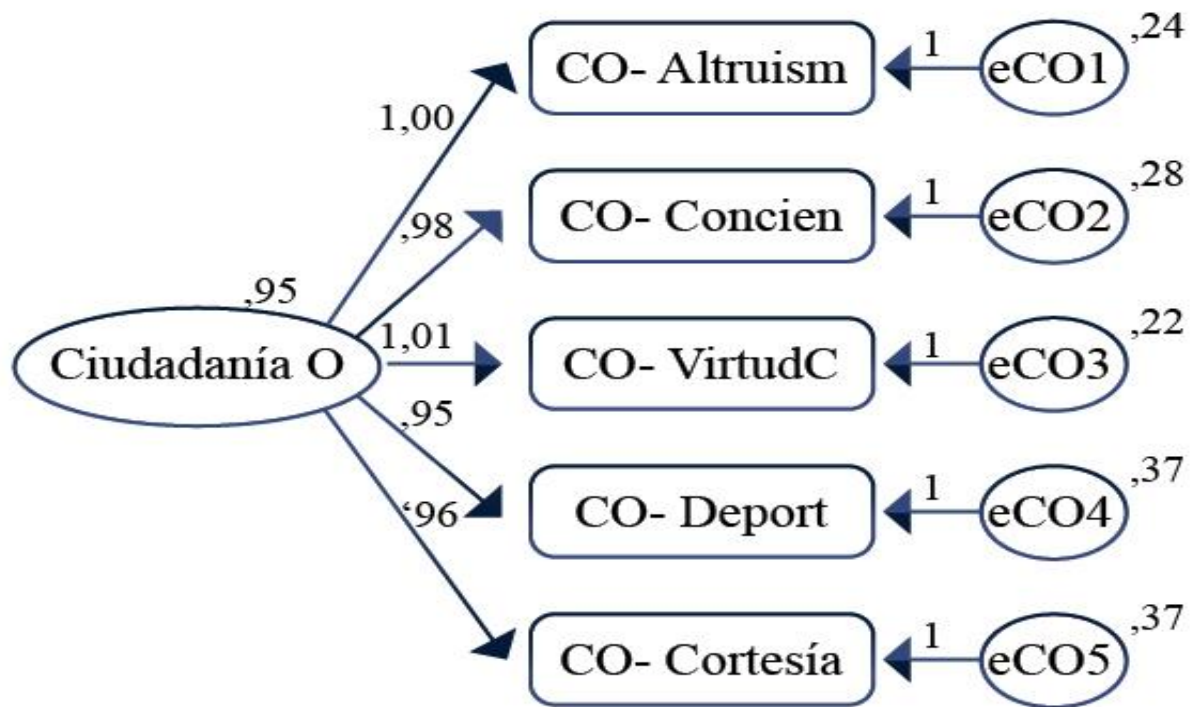 CO- Altruism
1
eCO1
,24
1,00
CO- Concien
1
eCO2
,28
,98
,95
Ciudadanía O
1,01
CO- VirtudC
1
eCO3
,22
,95
CO- Deport
1
eCO4
,37
‘96
CO- Cortesía
1
eCO5
,37